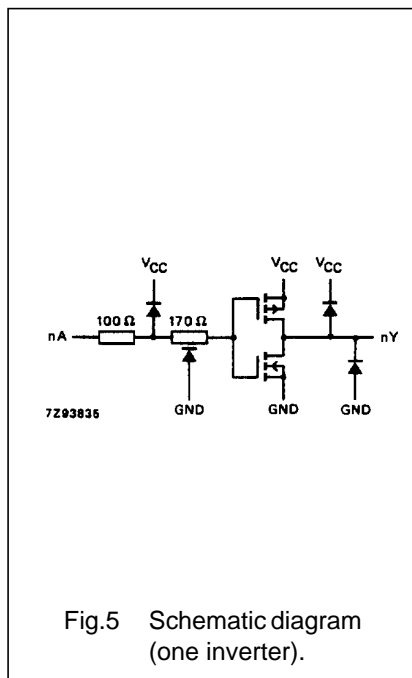 VCC VCC VCC
100 Ω 170 Ω
nA nY
7Z93835 GND GND GND
Fig.5 Schematic diagram
(one inverter).